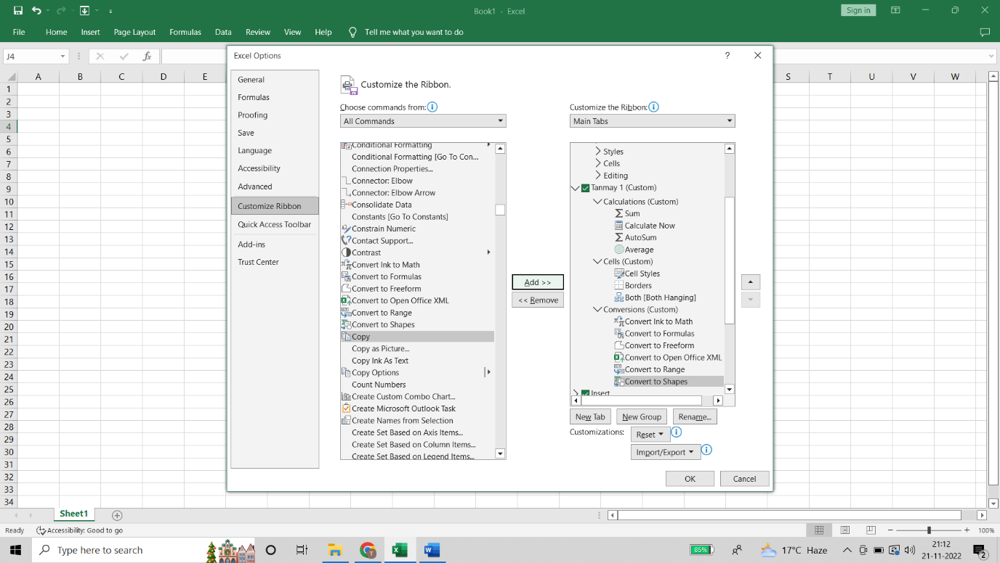 Book1 - Excel
Sign in
File Home Insert Page Layout Formulas Data Review View Help Tell me what you want to do
J4
fx
Excel Options
?
A B C D E S T U V W
1
2
3
4
5
6
7
8
9
10
11
12
13
14
15
16
17
18
19
20
21
22
23
24
25
26
27
28
29
30
31
32
33
34
General
Formulas
Proofing
Save
Language
Accessibility
Advanced
Customize Ribbon
Quick Access Toolbar
Add-ins
Trust Center
Customize the Ribbon.
Choose commands from:
All Commands
Conditional Formatting
Conditional Formatting [Go To Con...
Connection Properties...
Connector: Elbow
Connector: Elbow Arrow
Consolidate Data
Constants [Go To Constants]
Constrain Numeric
Contact Support...
Contrast
Convert Ink to Math
Convert to Formulas
Convert to Freeform
Convert to Open Office XML
Convert to Range
Convert to Shapes
Copy
Copy as Picture...
Copy Ink As Text
Copy Options
Count Numbers
Create Custom Combo Chart...
Create Microsoft Outlook Task
Create Names from Selection
Create Set Based on Axis Items...
Create Set Based on Column Items...
Create Set Based on Legend Items...
Add >>
<< Remove
Customize the Ribbon:
Main Tabs
Styles
Cells
Editing
Tanmay 1 (Custom)
Calculations (Custom)
Sum
Calculate Now
AutoSum
Average
Cells (Custom)
Cell Styles
Borders
Both [Both Hanging]
Conversions (Custom)
Convert Ink to Math
Convert to Formulas
Convert to Freeform
Convert to Open Office XML
Convert to Range
Convert to Shapes
Insert
New Tab New Group Rename...
Customizations: Reset
Import/Export
OK Cancel
Sheet1
Ready Accessibility: Good to go
100%
Type here to search
85%
17°C Haze
21:12
21-11-2022
2